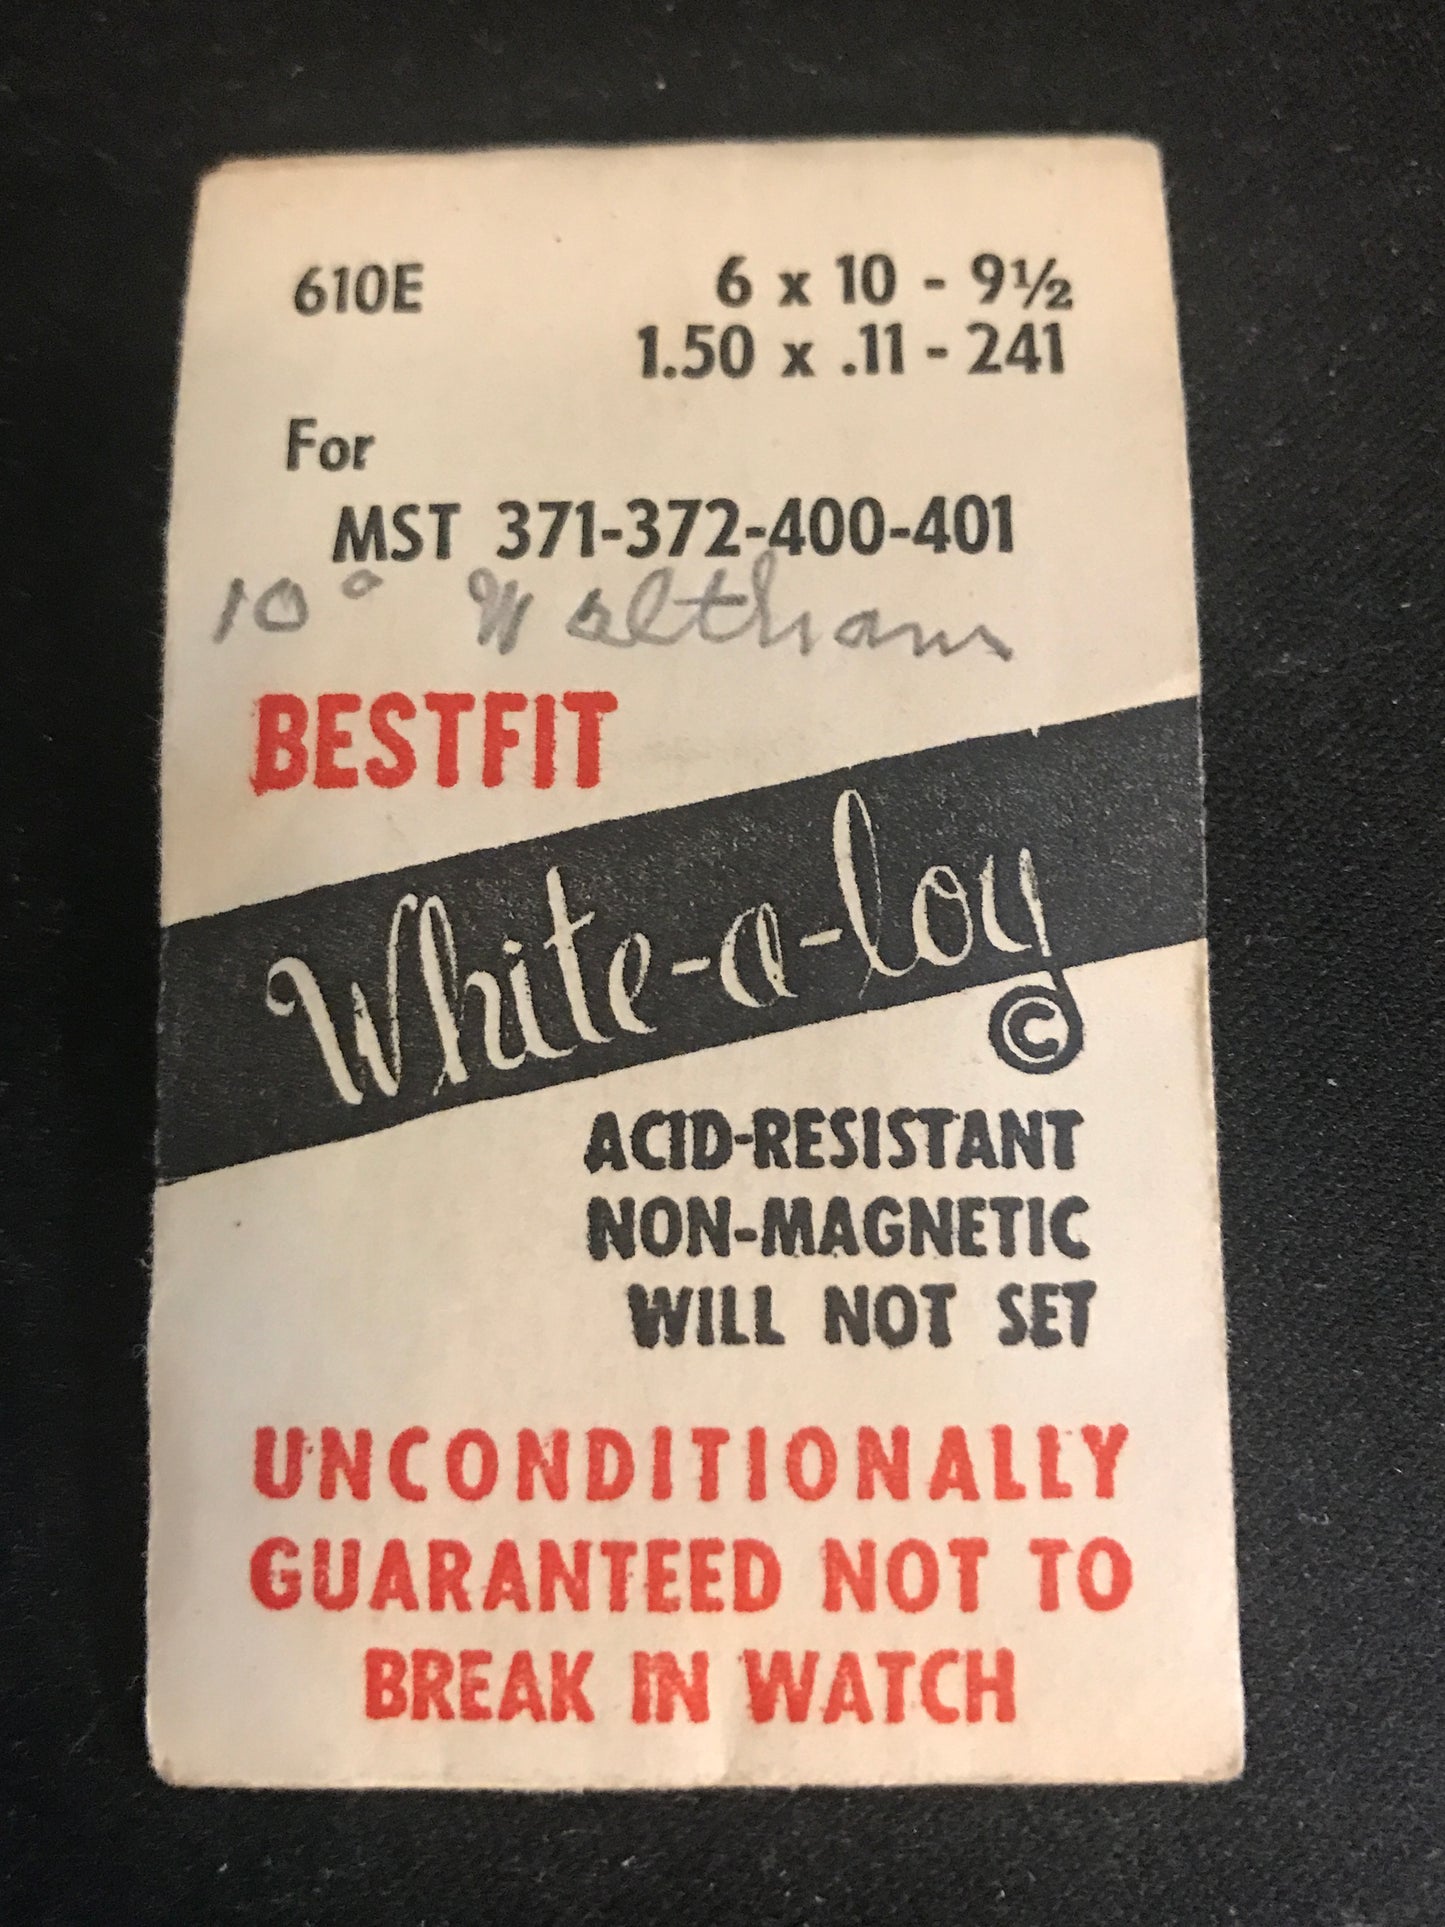 610E 6 x 10 - 9½
1.50 x .11 - 241
For
MST 371-372-400-401
10° Waltham
BESTFIT
White-a-loy
©
ACID-RESISTANT
NON-MAGNETIC
WILL NOT SET
UNCONDITIONALLY
GUARANTEED NOT TO
BREAK IN WATCH